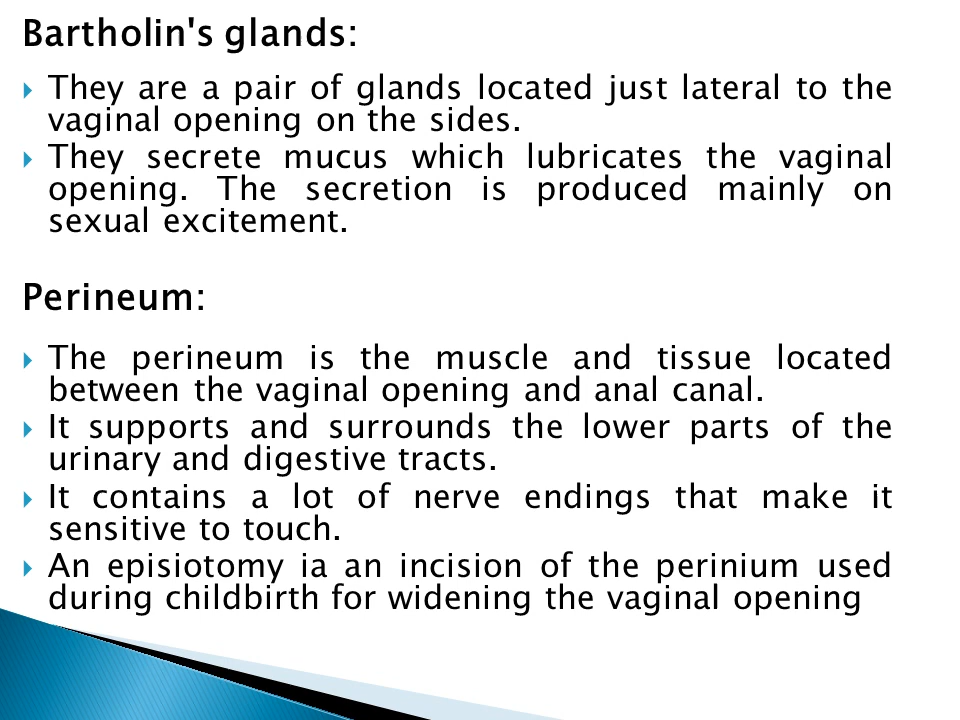 Bartholin's glands:
They are a pair of glands located just lateral to the
vaginal opening on the sides.
They secrete mucus which lubricates the vaginal
opening. The secretion is produced mainly on
sexual excitement.
Perineum:
The perineum is the muscle and tissue located
between the vaginal opening and anal canal.
It supports and surrounds the lower parts of the
urinary and digestive tracts.
It contains a lot of nerve endings that make it
sensitive to touch.
An episiotomy ia an incision of the perinium used
during childbirth for widening the vaginal opening